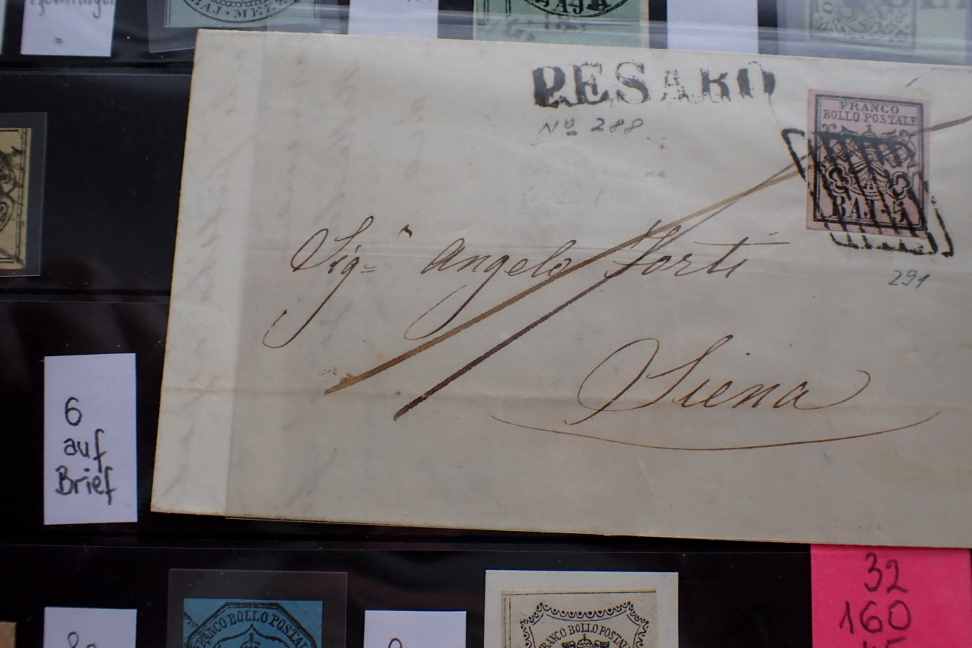 PESARO
Nº 288
FRANCO
BOLLO POSTALE
BAJ. 5
291
Sig.r Angelo Forti
Siena
6
auf
Brief
32
160
FRANCO BOLLO POSTALE
FRANCO BOLLO POSTALE